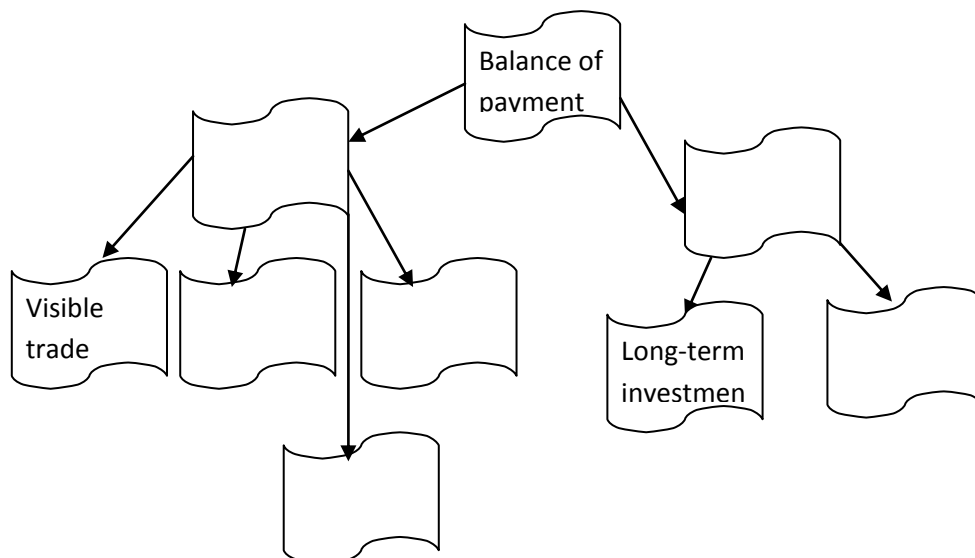 Balance of
payment
Visible
trade
Long-term
investmen